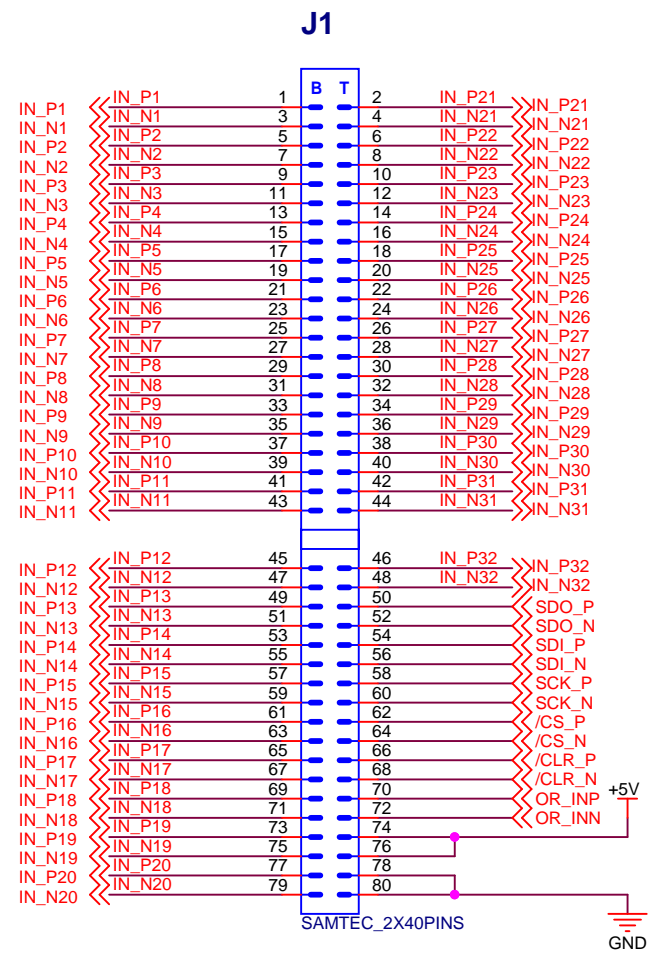 J1
B T
IN_P1 IN_P1 1 2 IN_P21 IN_P21
IN_N1 IN_N1 3 4 IN_N21 IN_N21
IN_P2 IN_P2 5 6 IN_P22 IN_P22
IN_N2 IN_N2 7 8 IN_N22 IN_N22
IN_P3 IN_P3 9 10 IN_P23 IN_P23
IN_N3 IN_N3 11 12 IN_N23 IN_N23
IN_P4 IN_P4 13 14 IN_P24 IN_P24
IN_N4 IN_N4 15 16 IN_N24 IN_N24
IN_P5 IN_P5 17 18 IN_P25 IN_P25
IN_N5 IN_N5 19 20 IN_N25 IN_N25
IN_P6 IN_P6 21 22 IN_P26 IN_P26
IN_N6 IN_N6 23 24 IN_N26 IN_N26
IN_P7 IN_P7 25 26 IN_P27 IN_P27
IN_N7 IN_N7 27 28 IN_N27 IN_N27
IN_P8 IN_P8 29 30 IN_P28 IN_P28
IN_N8 IN_N8 31 32 IN_N28 IN_N28
IN_P9 IN_P9 33 34 IN_P29 IN_P29
IN_N9 IN_N9 35 36 IN_N29 IN_N29
IN_P10 IN_P10 37 38 IN_P30 IN_P30
IN_N10 IN_N10 39 40 IN_N30 IN_N30
IN_P11 IN_P11 41 42 IN_P31 IN_P31
IN_N11 IN_N11 43 44 IN_N31 IN_N31
IN_P12 IN_P12 45 46 IN_P32 IN_P32
IN_N12 IN_N12 47 48 IN_N32 IN_N32
IN_P13 IN_P13 49 50 SDO_P
IN_N13 IN_N13 51 52 SDO_N
IN_P14 IN_P14 53 54 SDI_P
IN_N14 IN_N14 55 56 SDI_N
IN_P15 IN_P15 57 58 SCK_P
IN_N15 IN_N15 59 60 SCK_N
IN_P16 IN_P16 61 62 /CS_P
IN_N16 IN_N16 63 64 /CS_N
IN_P17 IN_P17 65 66 /CLR_P
IN_N17 IN_N17 67 68 /CLR_N
IN_P18 IN_P18 69 70 OR_INP +5V
IN_N18 IN_N18 71 72 OR_INN
IN_P19 IN_P19 73 74
IN_N19 IN_N19 75 76
IN_P20 IN_P20 77 78
IN_N20 IN_N20 79 80
SAMTEC_2X40PINS
GND